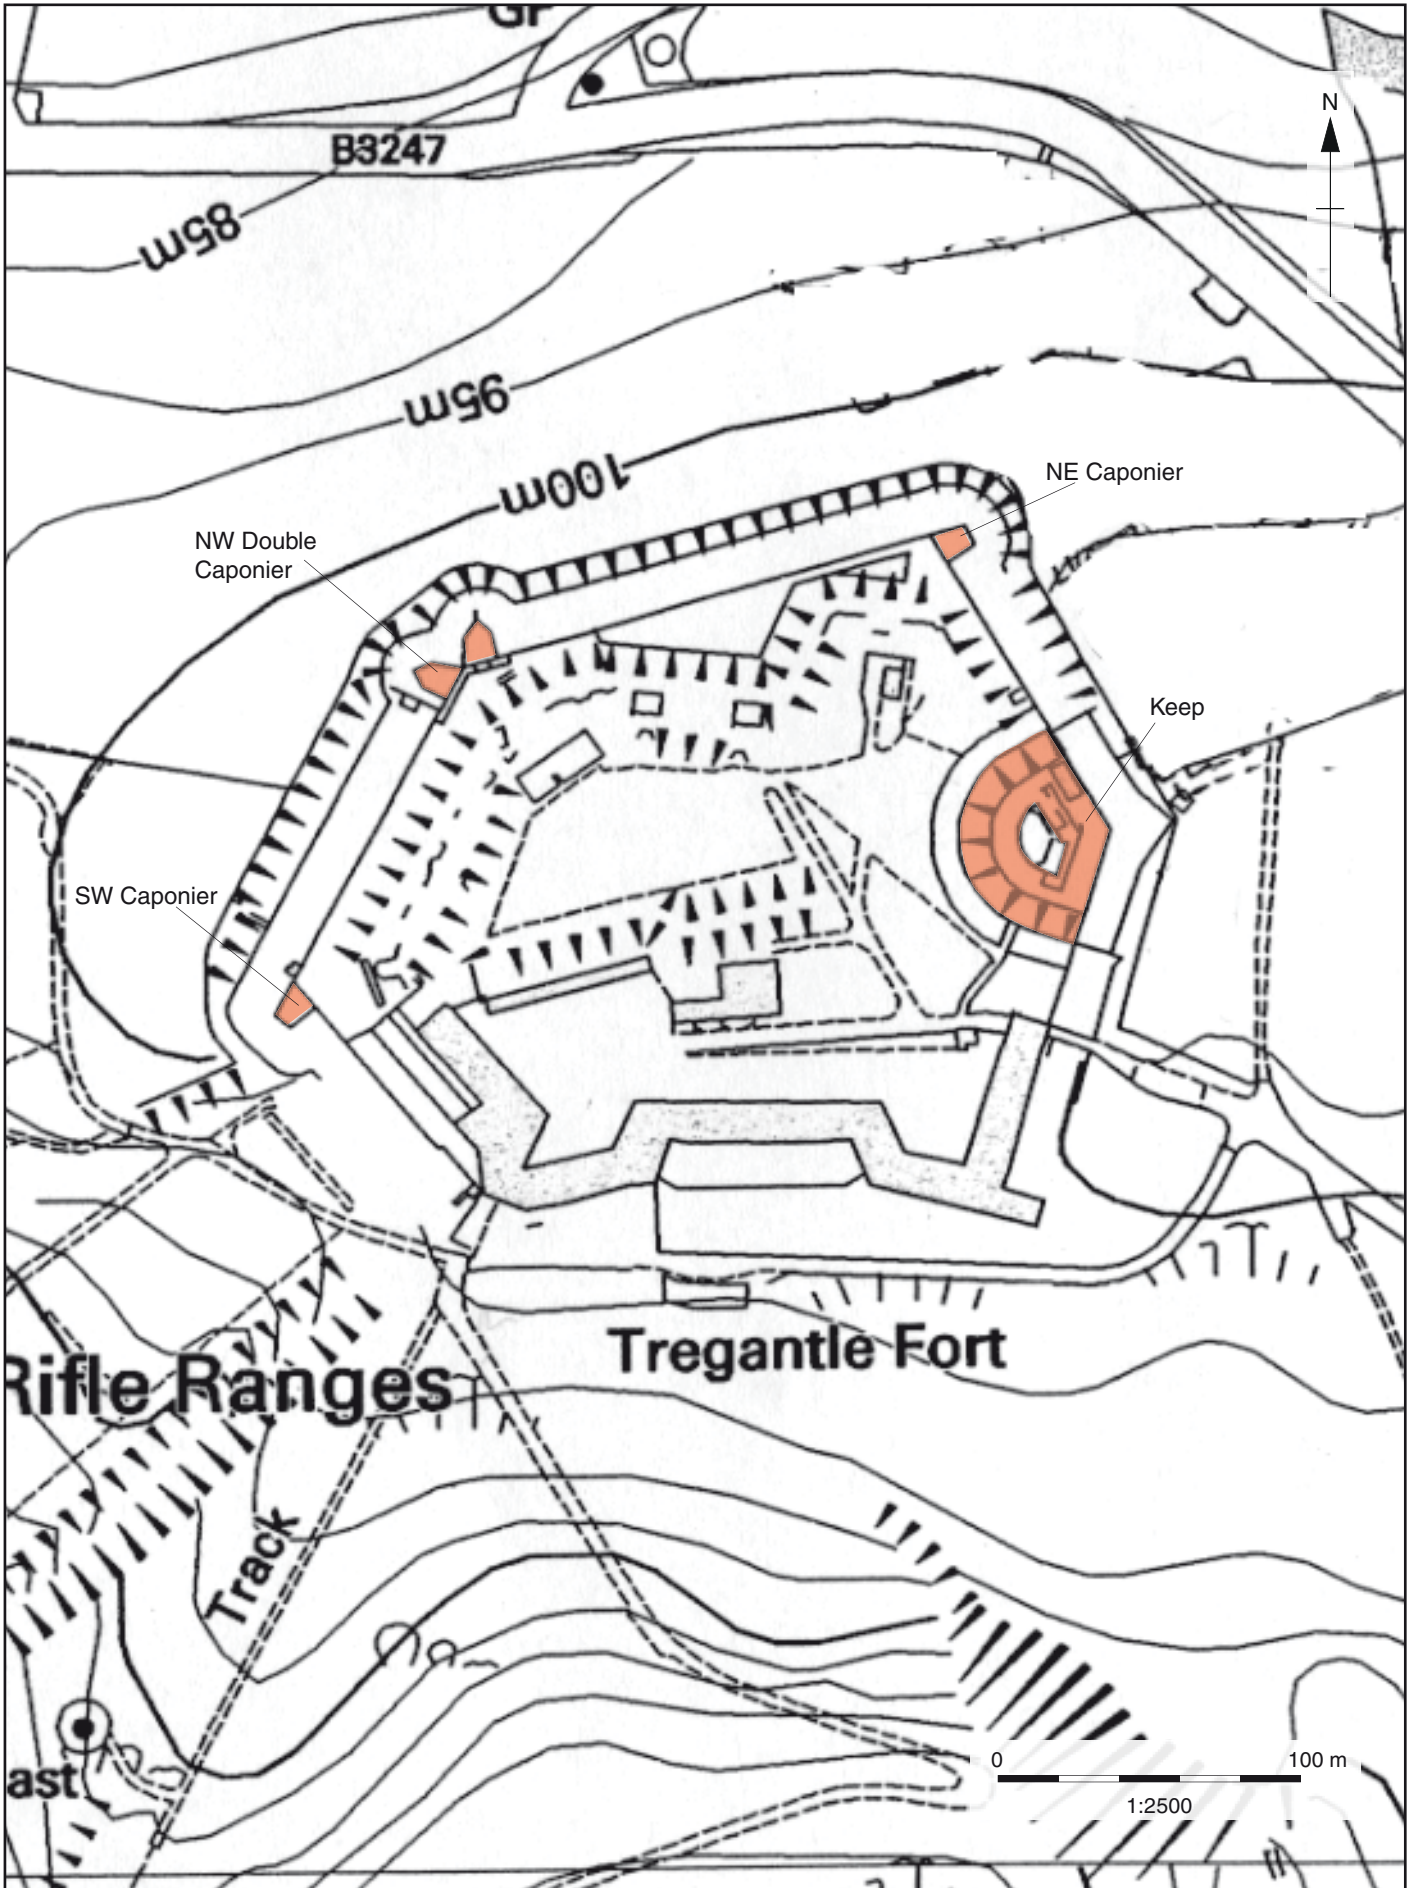 GP
B3247
N
85m
95m
100m
NE Caponier
NW Double
Caponier
Keep
SW Caponier
Tregantle Fort
Rifle Ranges
Track
ast
0 100 m
1:2500